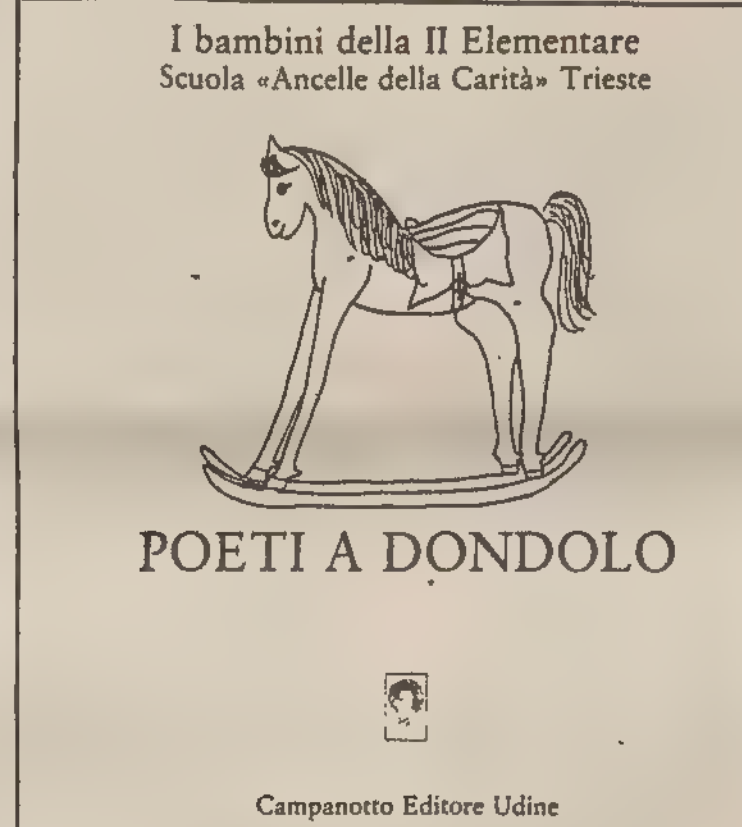 I bambini della II Elementare
Scuola «Ancelle della Carità» Trieste
POETI A DONDOLO
Campanotto Editore Udine